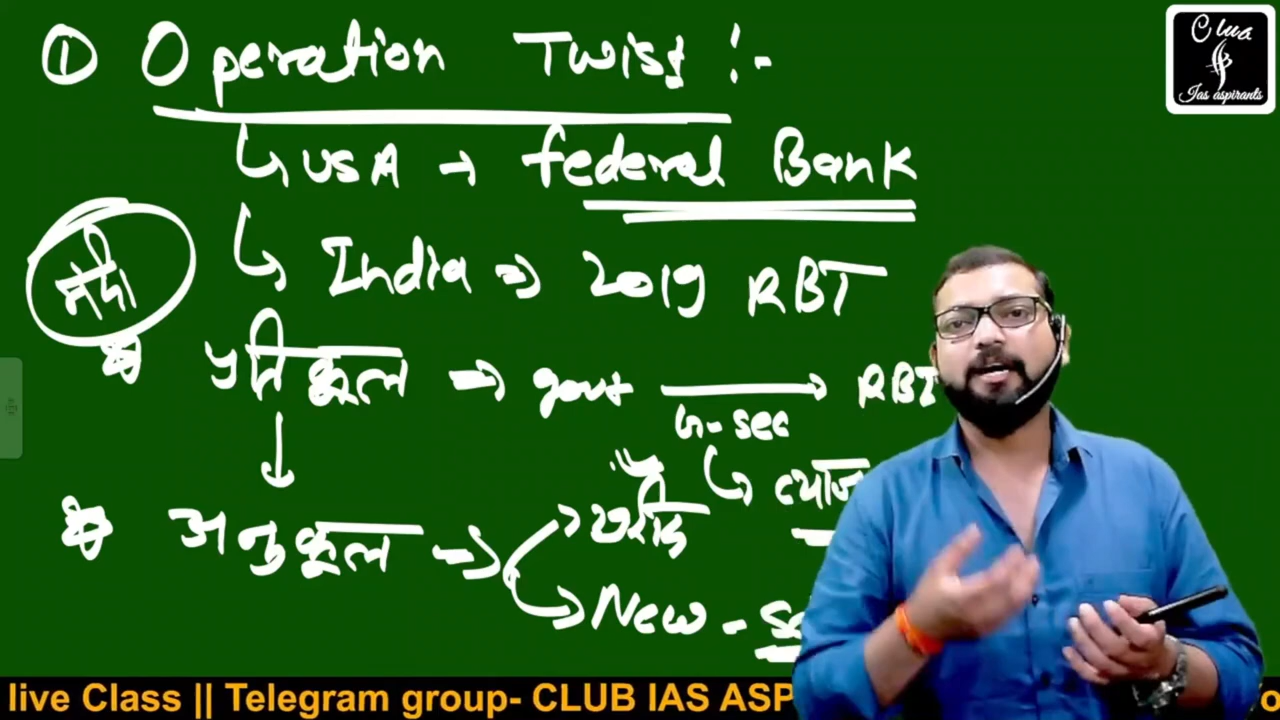 ① Operation Twist :-
Club
Ias aspirants
↳ USA → federal Bank
↳ India ⇒ 2019 RBI
मंदी
* प्रतिकूल ⇒ govt → RBI
G-sec
↳
↓
* अनुकूल ⇒ → खरीद
→ New - se
live Class || Telegram group- CLUB IAS ASP